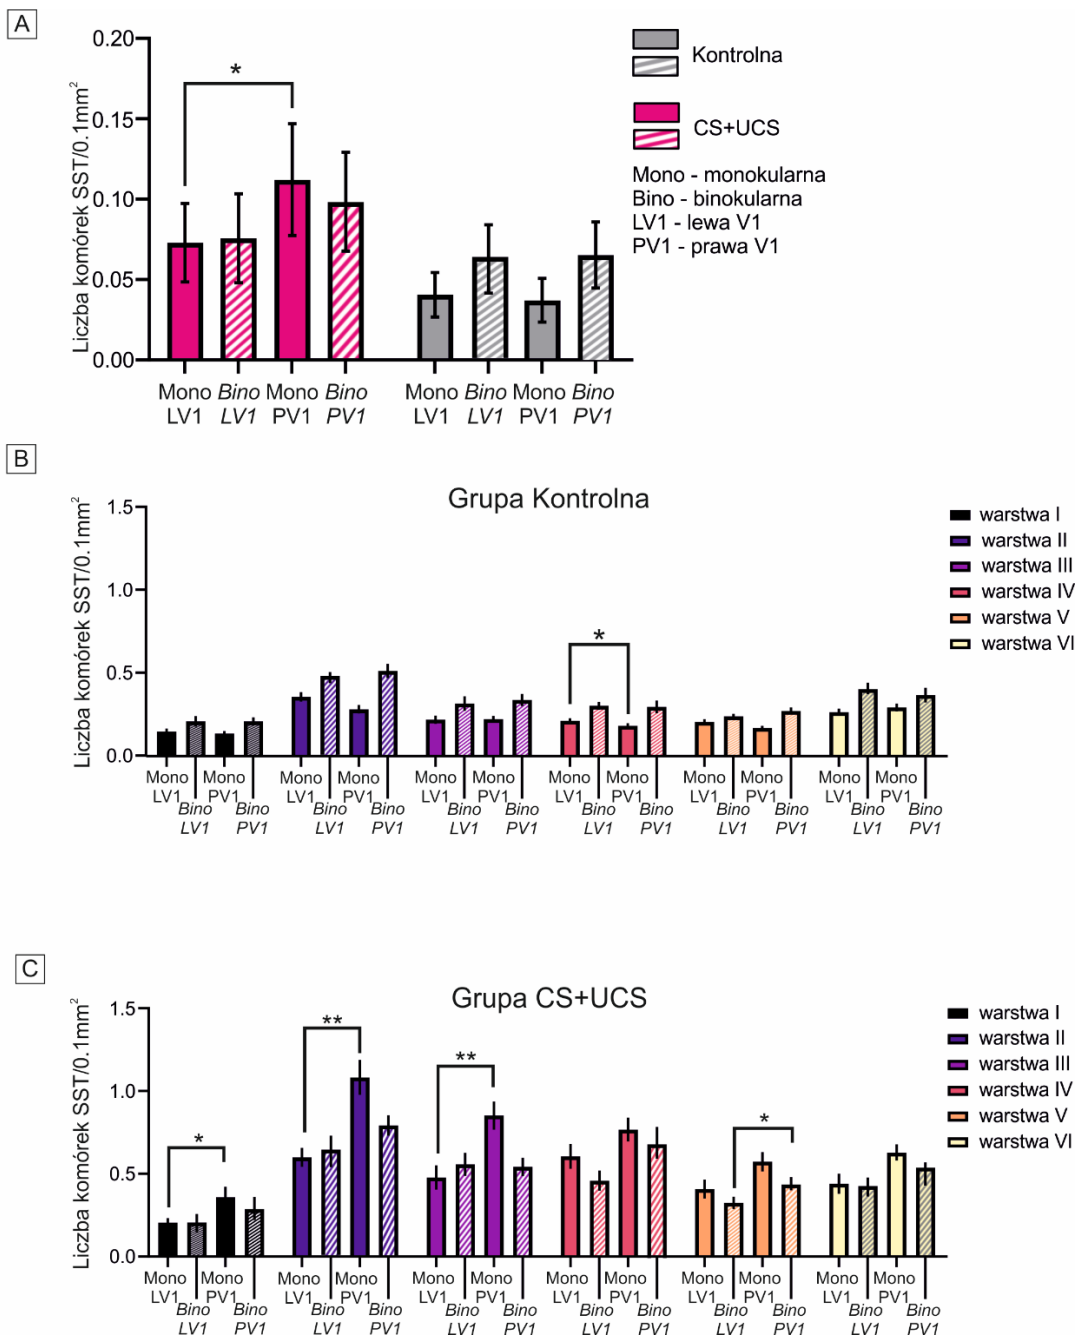 A
Liczba komórek SST/0.1mm²
0.20
0.15
0.10
0.05
0.00
*
Mono LV1
Bino LV1
Mono PV1
Bino PV1
Mono LV1
Bino LV1
Mono PV1
Bino PV1
Kontrolna
CS+UCS
Mono - monokularna
Bino - binokularna
LV1 - lewa V1
PV1 - prawa V1
B
Grupa Kontrolna
Liczba komórek SST/0.1mm²
1.5
1.0
0.5
0.0
*
Mono LV1
Bino LV1
Mono PV1
Bino PV1
Mono LV1
Bino LV1
Mono PV1
Bino PV1
Mono LV1
Bino LV1
Mono PV1
Bino PV1
Mono LV1
Bino LV1
Mono PV1
Bino PV1
Mono LV1
Bino LV1
Mono PV1
Bino PV1
Mono LV1
Bino LV1
Mono PV1
Bino PV1
warstwa I
warstwa II
warstwa III
warstwa IV
warstwa V
warstwa VI
C
Grupa CS+UCS
Liczba komórek SST/0.1mm²
1.5
1.0
0.5
0.0
*
**
**
*
Mono LV1
Bino LV1
Mono PV1
Bino PV1
Mono LV1
Bino LV1
Mono PV1
Bino PV1
Mono LV1
Bino LV1
Mono PV1
Bino PV1
Mono LV1
Bino LV1
Mono PV1
Bino PV1
Mono LV1
Bino LV1
Mono PV1
Bino PV1
Mono LV1
Bino LV1
Mono PV1
Bino PV1
warstwa I
warstwa II
warstwa III
warstwa IV
warstwa V
warstwa VI